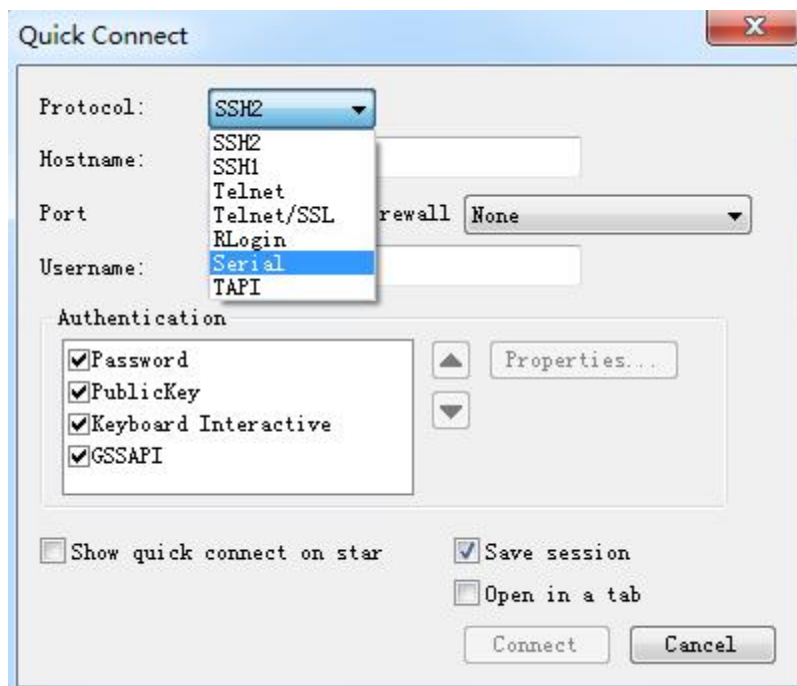 Quick Connect
Protocol: SSH2
SSH2
Hostname:
SSH1
Telnet
Port Telnet/SSL rewall None
RLogin
Username: Serial
TAPI
Authentication
Password
PublicKey
Properties...
Keyboard Interactive
GSSAPI
Show quick connect on star
Save session
Open in a tab
Connect Cancel